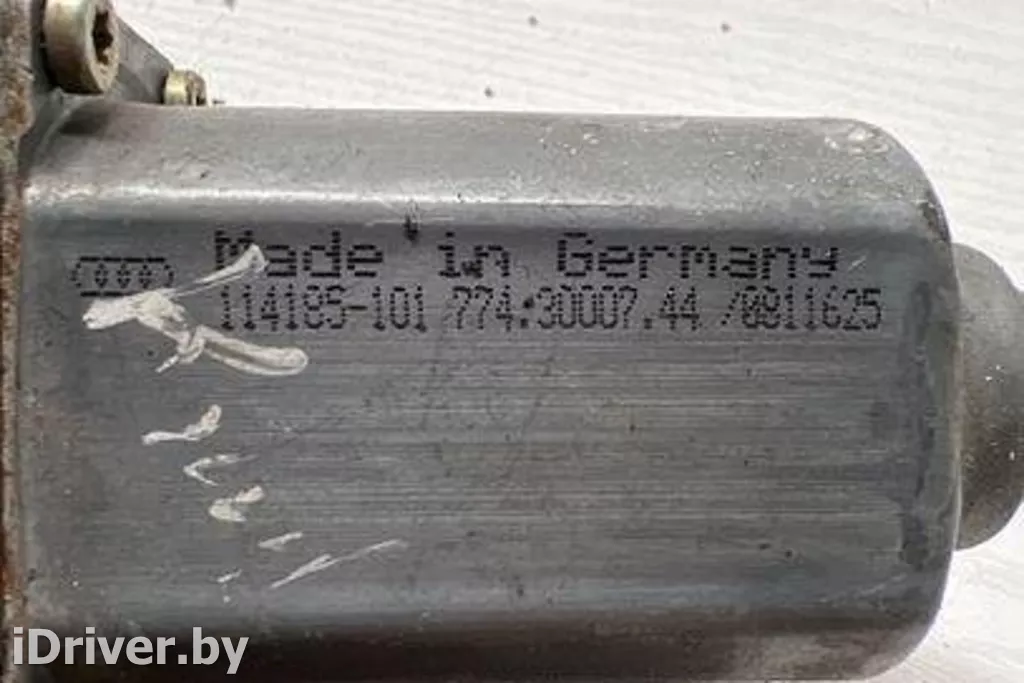 Made in Germany
114185-101 774:30007.44 /0811625
iDriver.by